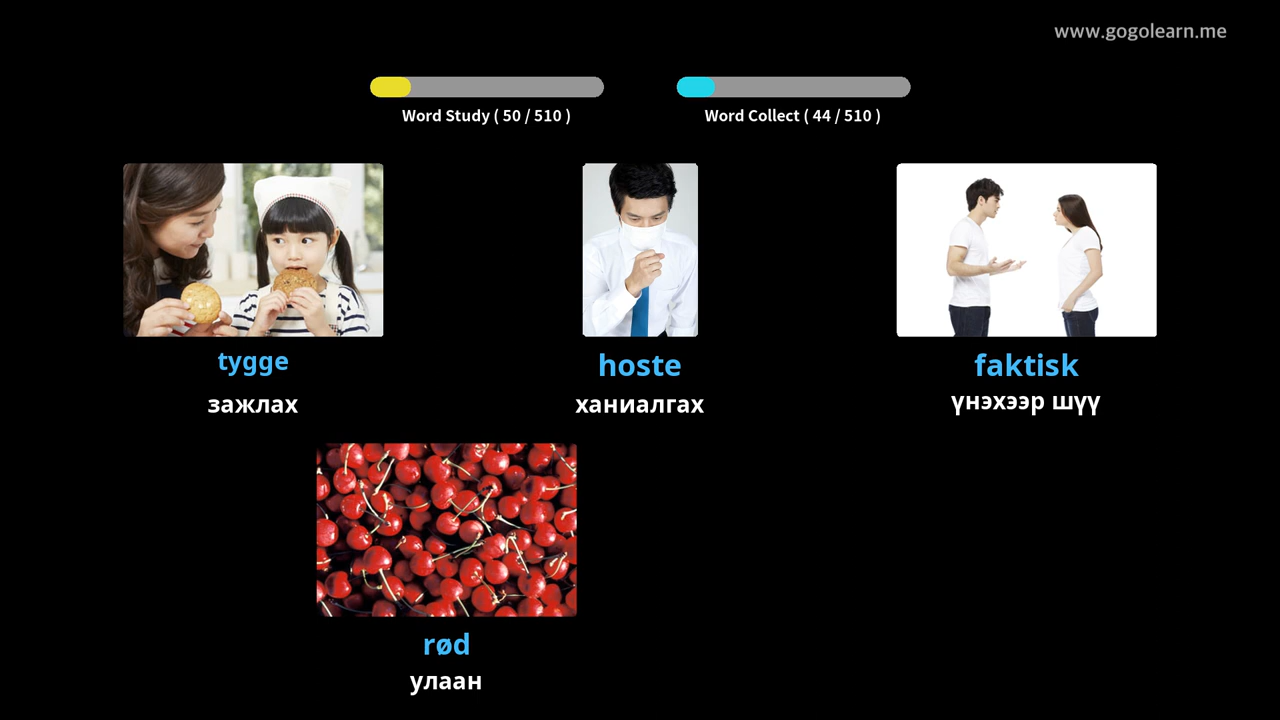 www.gogolearn.me
Word Study ( 50 / 510 )
Word Collect ( 44 / 510 )
tygge
зажлах
hoste
ханиалгах
faktisk
үнэхээр шүү
rød
улаан